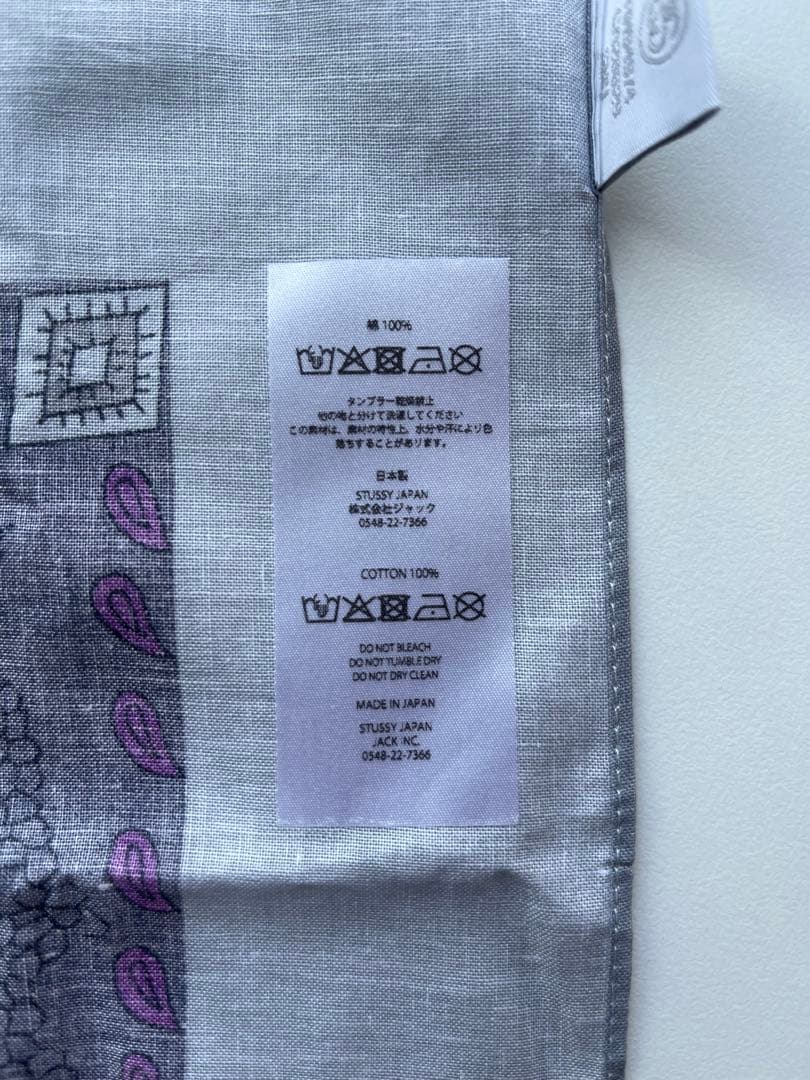 綿 100%
タンブラー乾燥禁止
他の物と分けて洗濯してください
この素材は、素材の特性上、水分や汗により色
落ちすることがあります。
日本製
STUSSY JAPAN
株式会社ジャック
0548-22-7366
COTTON 100%
DO NOT BLEACH
DO NOT TUMBLE DRY
DO NOT DRY CLEAN
MADE IN JAPAN
STUSSY JAPAN
JACK INC.
0548-22-7366